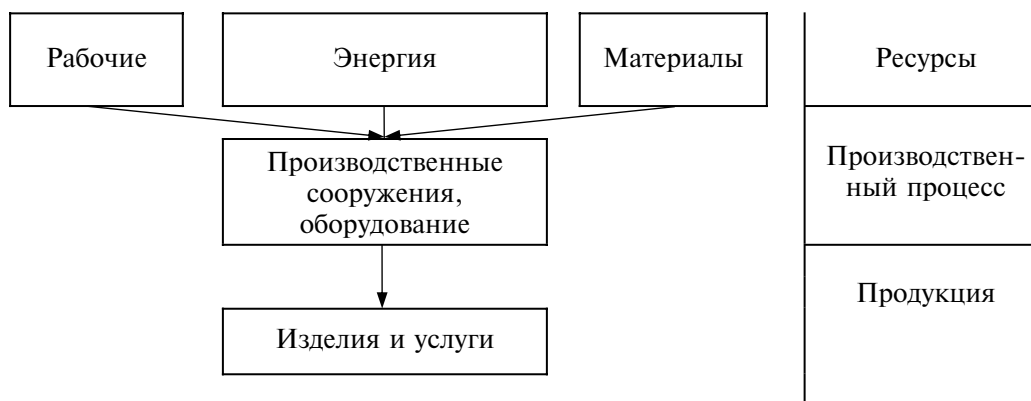 Рабочие
Энергия
Материалы
Ресурсы
Производственные
сооружения,
оборудование
Производствен-
ный процесс
Изделия и услуги
Продукция